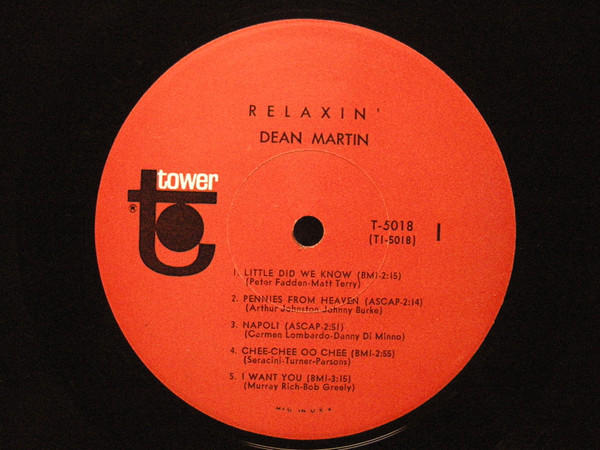 RELAXIN'
DEAN MARTIN
tower
®
T-5018 1
(T1-5018)
1. LITTLE DID WE KNOW (BMI-2:15)
(Peter Fadden-Matt Terry)
2. PENNIES FROM HEAVEN (ASCAP-2:14)
(Arthur Johnston-Johnny Burke)
3. NAPOLI (ASCAP-2:51)
(Carmen Lombardo-Danny Di Minno)
4. CHEE-CHEE OO CHEE (BMI-2:55)
(Seracini-Turner-Parsons)
5. I WANT YOU (BMI-3:15)
(Murray Rich-Bob Greely)